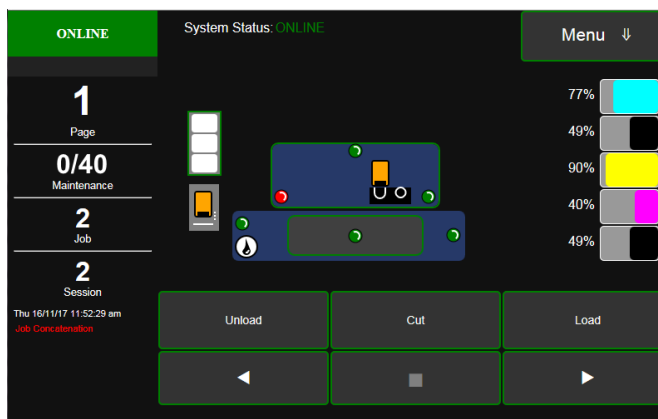 ONLINE
System Status: ONLINE
Menu ⇓
1
Page
0/40
Maintenance
2
Job
2
Session
Thu 16/11/17 11:52:29 am
Job Concatenation
77%
49%
90%
40%
49%
Unload
Cut
Load